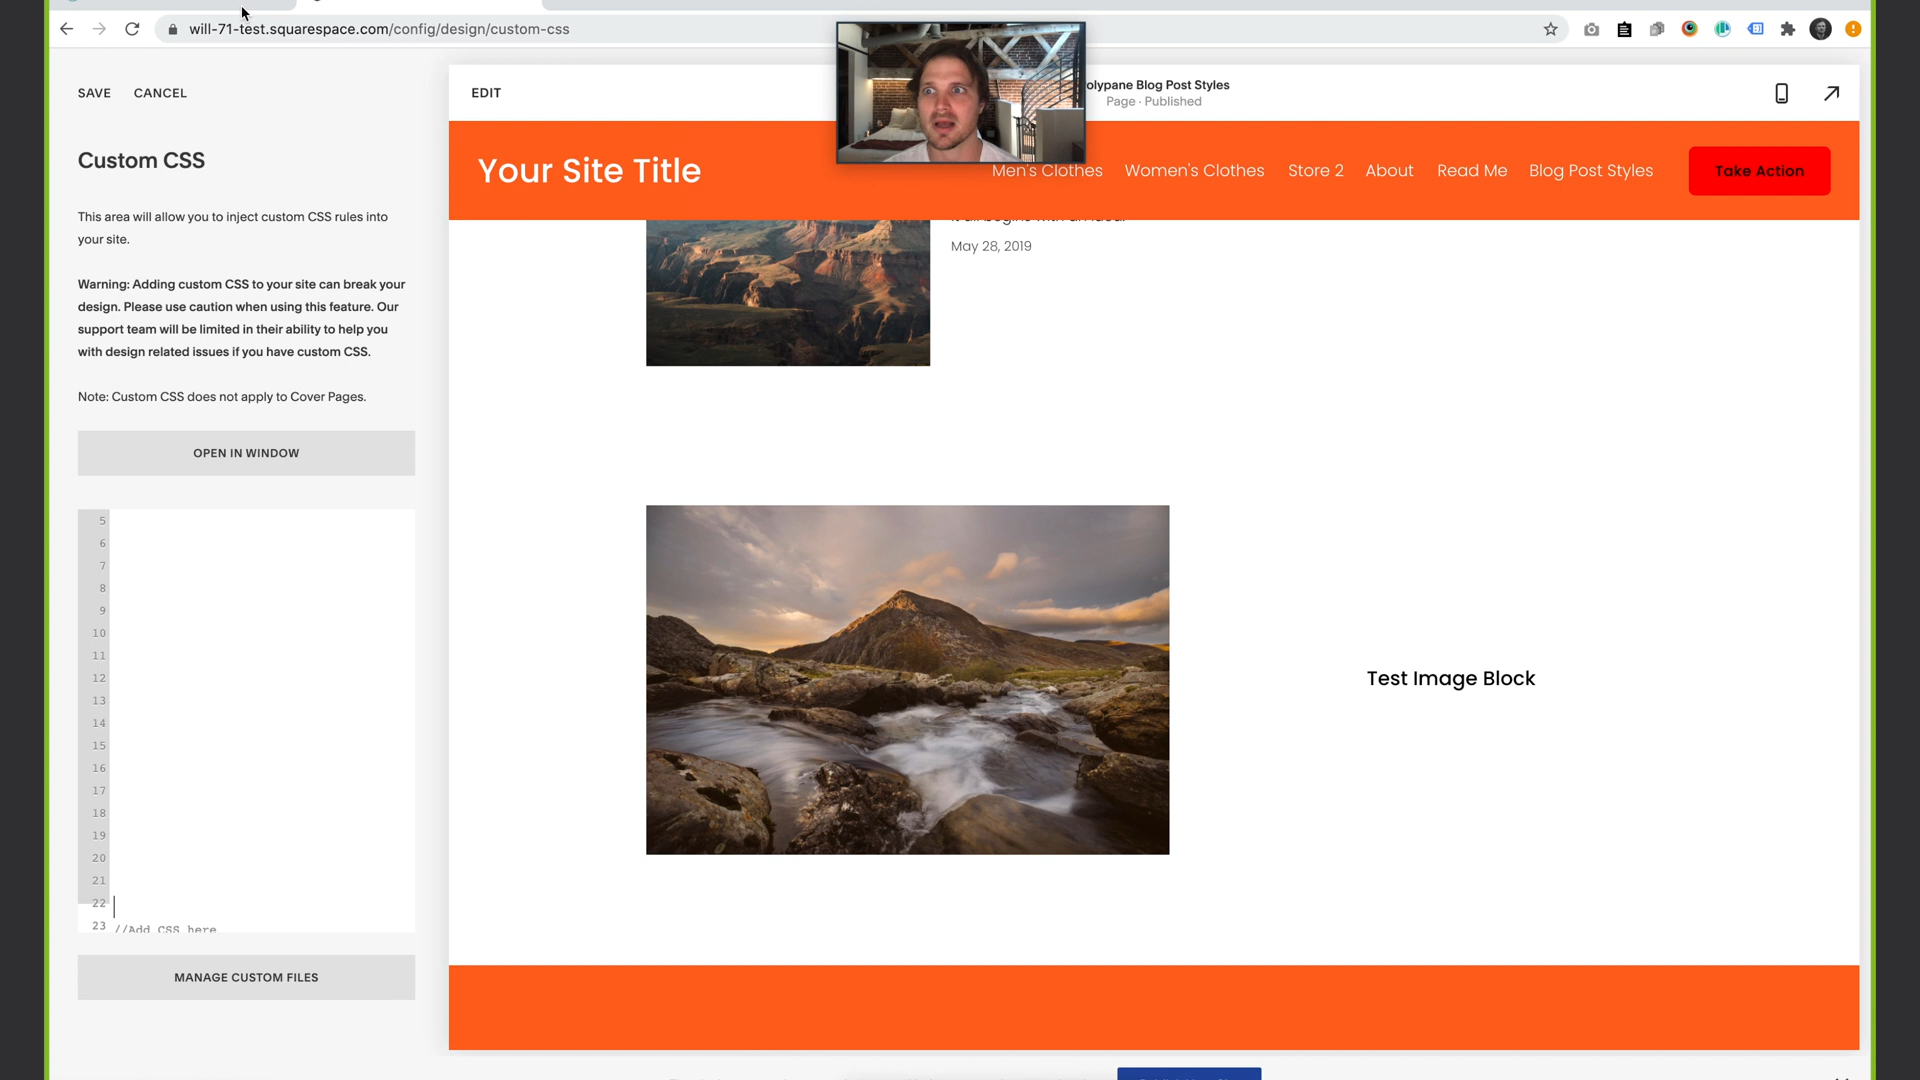 will-71-test.squarespace.com/config/design/custom-css
SAVE CANCEL
EDIT
olypane Blog Post Styles
Page · Published
Custom CSS
This area will allow you to inject custom CSS rules into
your site.
Warning: Adding custom CSS to your site can break your
design. Please use caution when using this feature. Our
support team will be limited in their ability to help you
with design related issues if you have custom CSS.
Note: Custom CSS does not apply to Cover Pages.
OPEN IN WINDOW
5
6
7
8
9
10
11
12
13
14
15
16
17
18
19
20
21
22
23 //Add CSS here
MANAGE CUSTOM FILES
Your Site Title
Men's Clothes Women's Clothes Store 2 About Read Me Blog Post Styles Take Action
May 28, 2019
Test Image Block